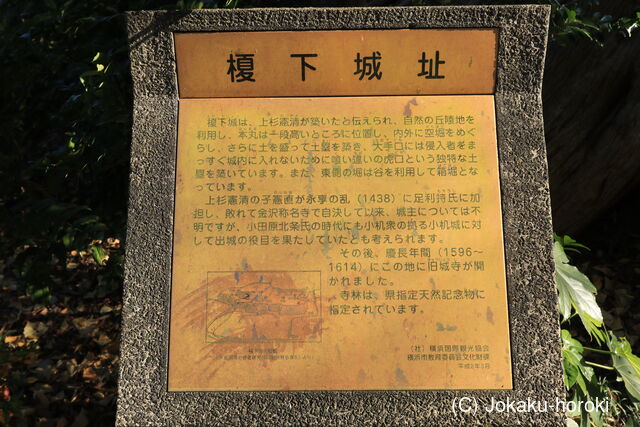 榎下城址
榎下城は、上杉憲清が築いたと伝えられ、自然の丘陵地を
利用し、本丸は一段高いところに位置し、内外に空堀をめぐ
らし、さらに土を盛って土塁を築き、大手口には侵入者をま
っすぐ城内に入れないために喰い違いの虎口という独特な土
塁を築いています。また、東側の堀は谷を利用して箱堀とな
っています。
上杉憲清の子憲直が永享の乱（1438）に足利持氏に加
担し、敗れて金沢称名寺で自決して以来、城主については不
明ですが、小田原北条氏の時代にも小机衆の拠る小机城に対
して出城の役目を果たしていたとも考えられます。
その後、慶長年間（1596〜
1614）にこの地に旧城寺が開
かれました。
寺林は、県指定天然記念物に
指定されています。
（社）横浜国際観光協会
横浜市教育委員会文化財課
(C) Jokaku-horoki